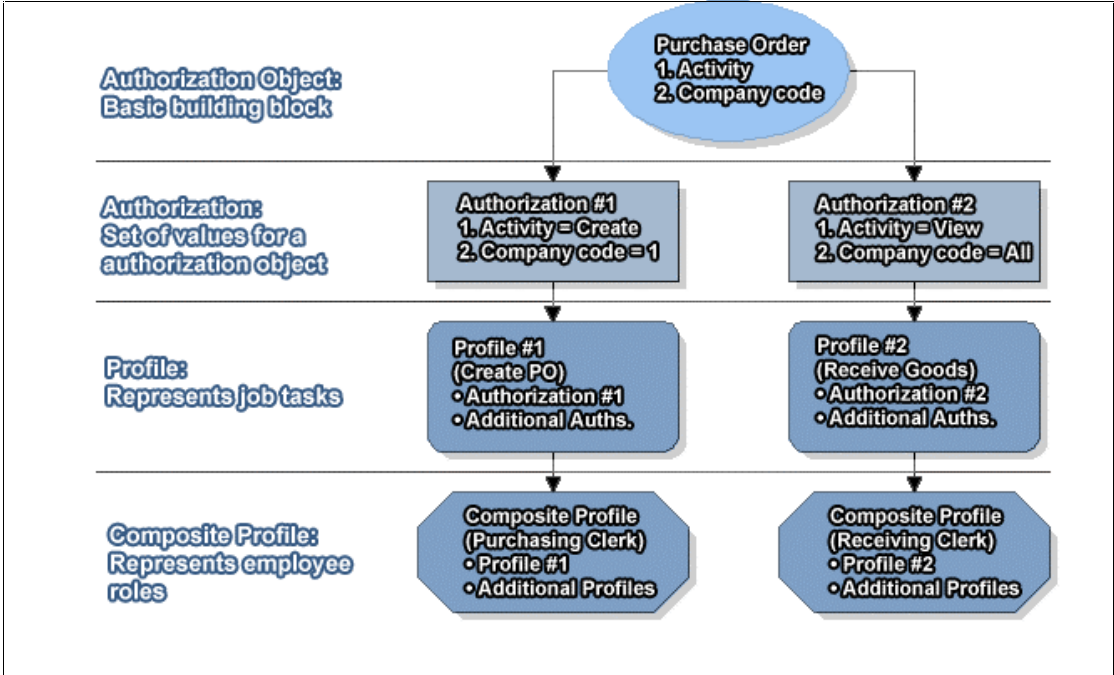 Purchase Order
1. Activity
2. Company code
Authorization Object:
Basic building block
Authorization:
Set of values for a
authorization object
Authorization #1
1. Activity = Create
2. Company code = 1
Authorization #2
1. Activity = View
2. Company code = All
Profile:
Represents job tasks
Profile #1
(Create PO)
• Authorization #1
• Additional Auths.
Profile #2
(Receive Goods)
• Authorization #2
• Additional Auths.
Composite Profile:
Represents employee
roles
Composite Profile
(Purchasing Clerk)
• Profile #1
• Additional Profiles
Composite Profile
(Receiving Clerk)
• Profile #2
• Additional Profiles